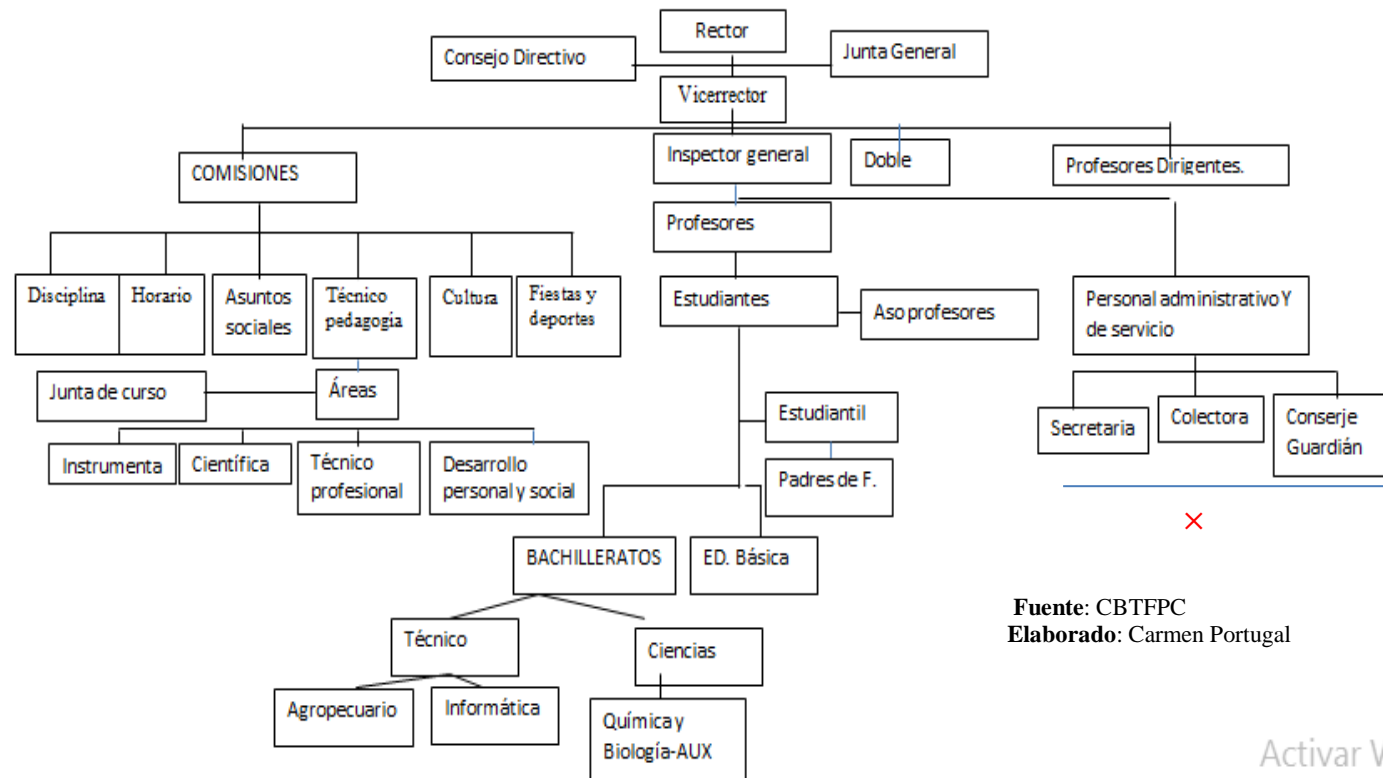 Rector
Consejo Directivo
Junta General
Vicerrector
COMISIONES
Inspector general
Doble
Profesores Dirigentes.
Profesores
Disciplina
Horario
Asuntos
sociales
Técnico
pedagogia
Cultura
Fiestas y
deportes
Estudiantes
Aso profesores
Personal administrativo Y
de servicio
Junta de curso
Áreas
Estudiantil
Secretaria
Colectora
Conserje
Guardián
Instrumenta
Científica
Técnico
profesional
Desarrollo
personal y social
Padres de F.
BACHILLERATOS
ED. Básica
Fuente: CBTFPC
Elaborado: Carmen Portugal
Técnico
Ciencias
Agropecuario
Informática
Química y
Biología-AUX
Activar